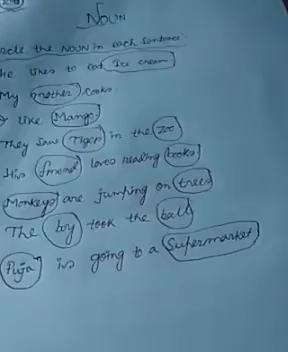 NOUN
the NOUN in each sentence.
likes to eat Ice cream
My mother cooks.
I like Mango
They saw Tiger in the Zoo
His friend loves reading books
Monkeys are jumping on trees
The boy took the ball
Puja is going to a Supermarket